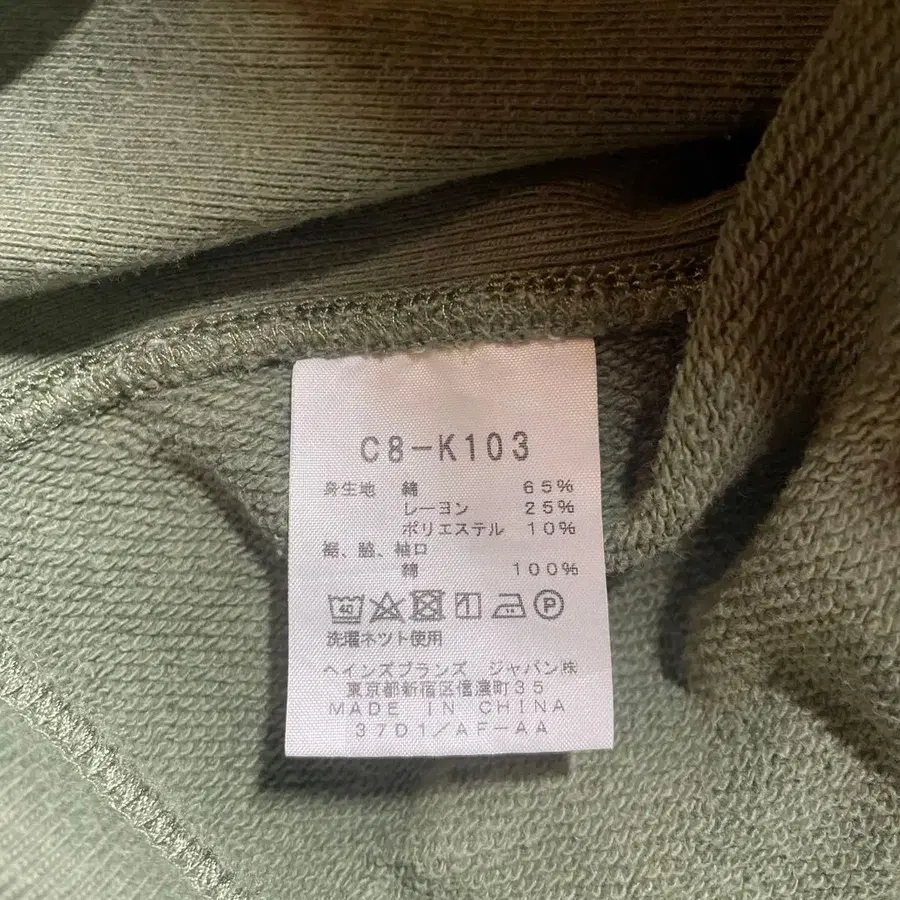 C8-K103
身生地 綿 65%
レーヨン 25%
ポリエステル 10%
裾、脇、袖口
綿 100%
40 P
洗濯ネット使用
ヘインズブランズ ジャパン㈱
東京都新宿区信濃町35
MADE IN CHINA
37D1/AF-AA